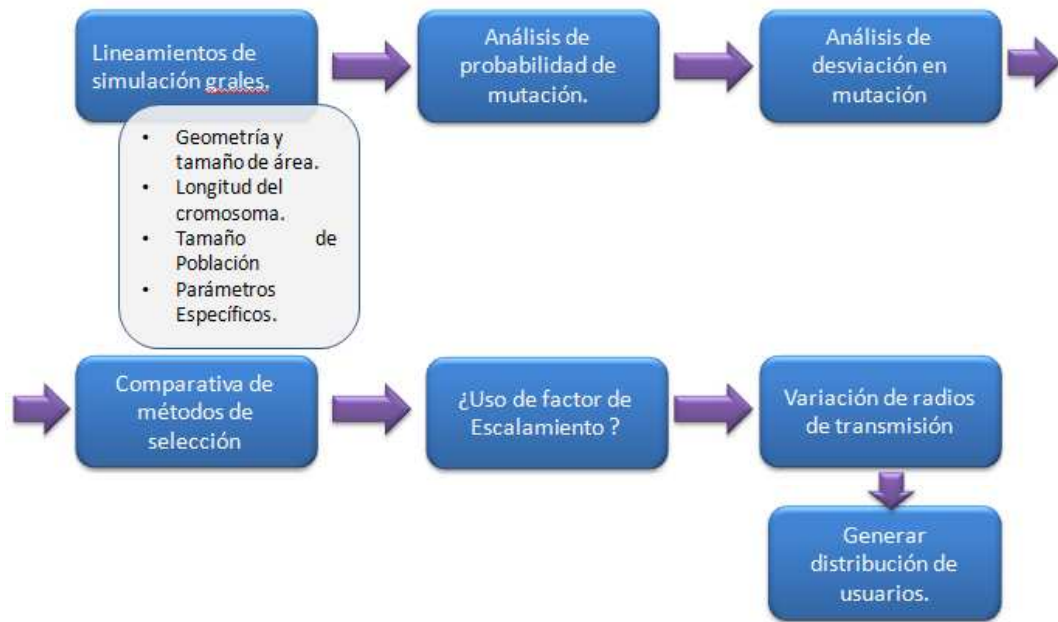 Lineamientos de
simulación grales.
Análisis de
probabilidad de
mutación.
Análisis de
desviación en
mutación
• Geometría y
tamaño de área.
• Longitud del
cromosoma.
• Tamaño de
Población
• Parámetros
Específicos.
Comparativa de
métodos de
selección
¿Uso de factor de
Escalamiento ?
Variación de radios
de transmisión
Generar
distribución de
usuarios.